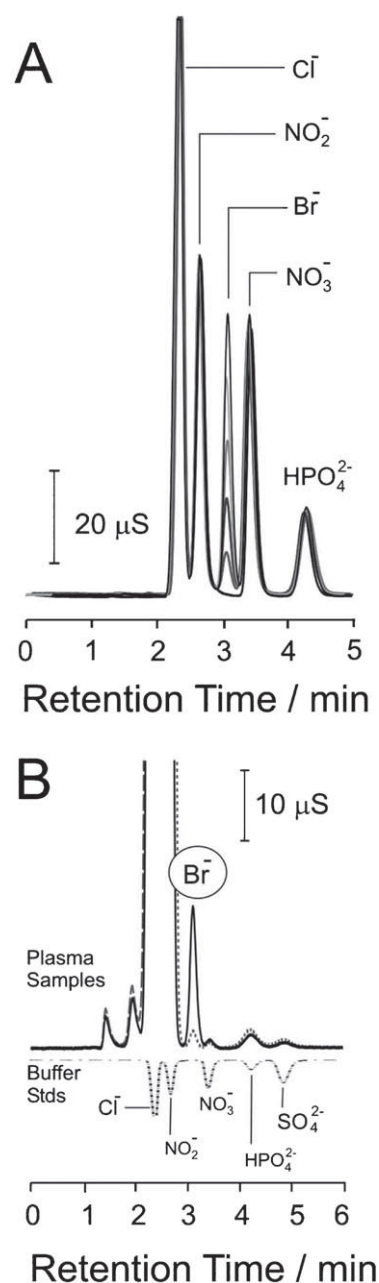 A
Cl⁻
NO₂⁻
Br⁻
NO₃⁻
HPO₄²⁻
20 μS
0 1 2 3 4 5
Retention Time / min
B
10 μS
Br⁻
Plasma
Samples
Buffer
Stds
Cl⁻
NO₂⁻
NO₃⁻
HPO₄²⁻
SO₄²⁻
0 1 2 3 4 5 6
Retention Time / min